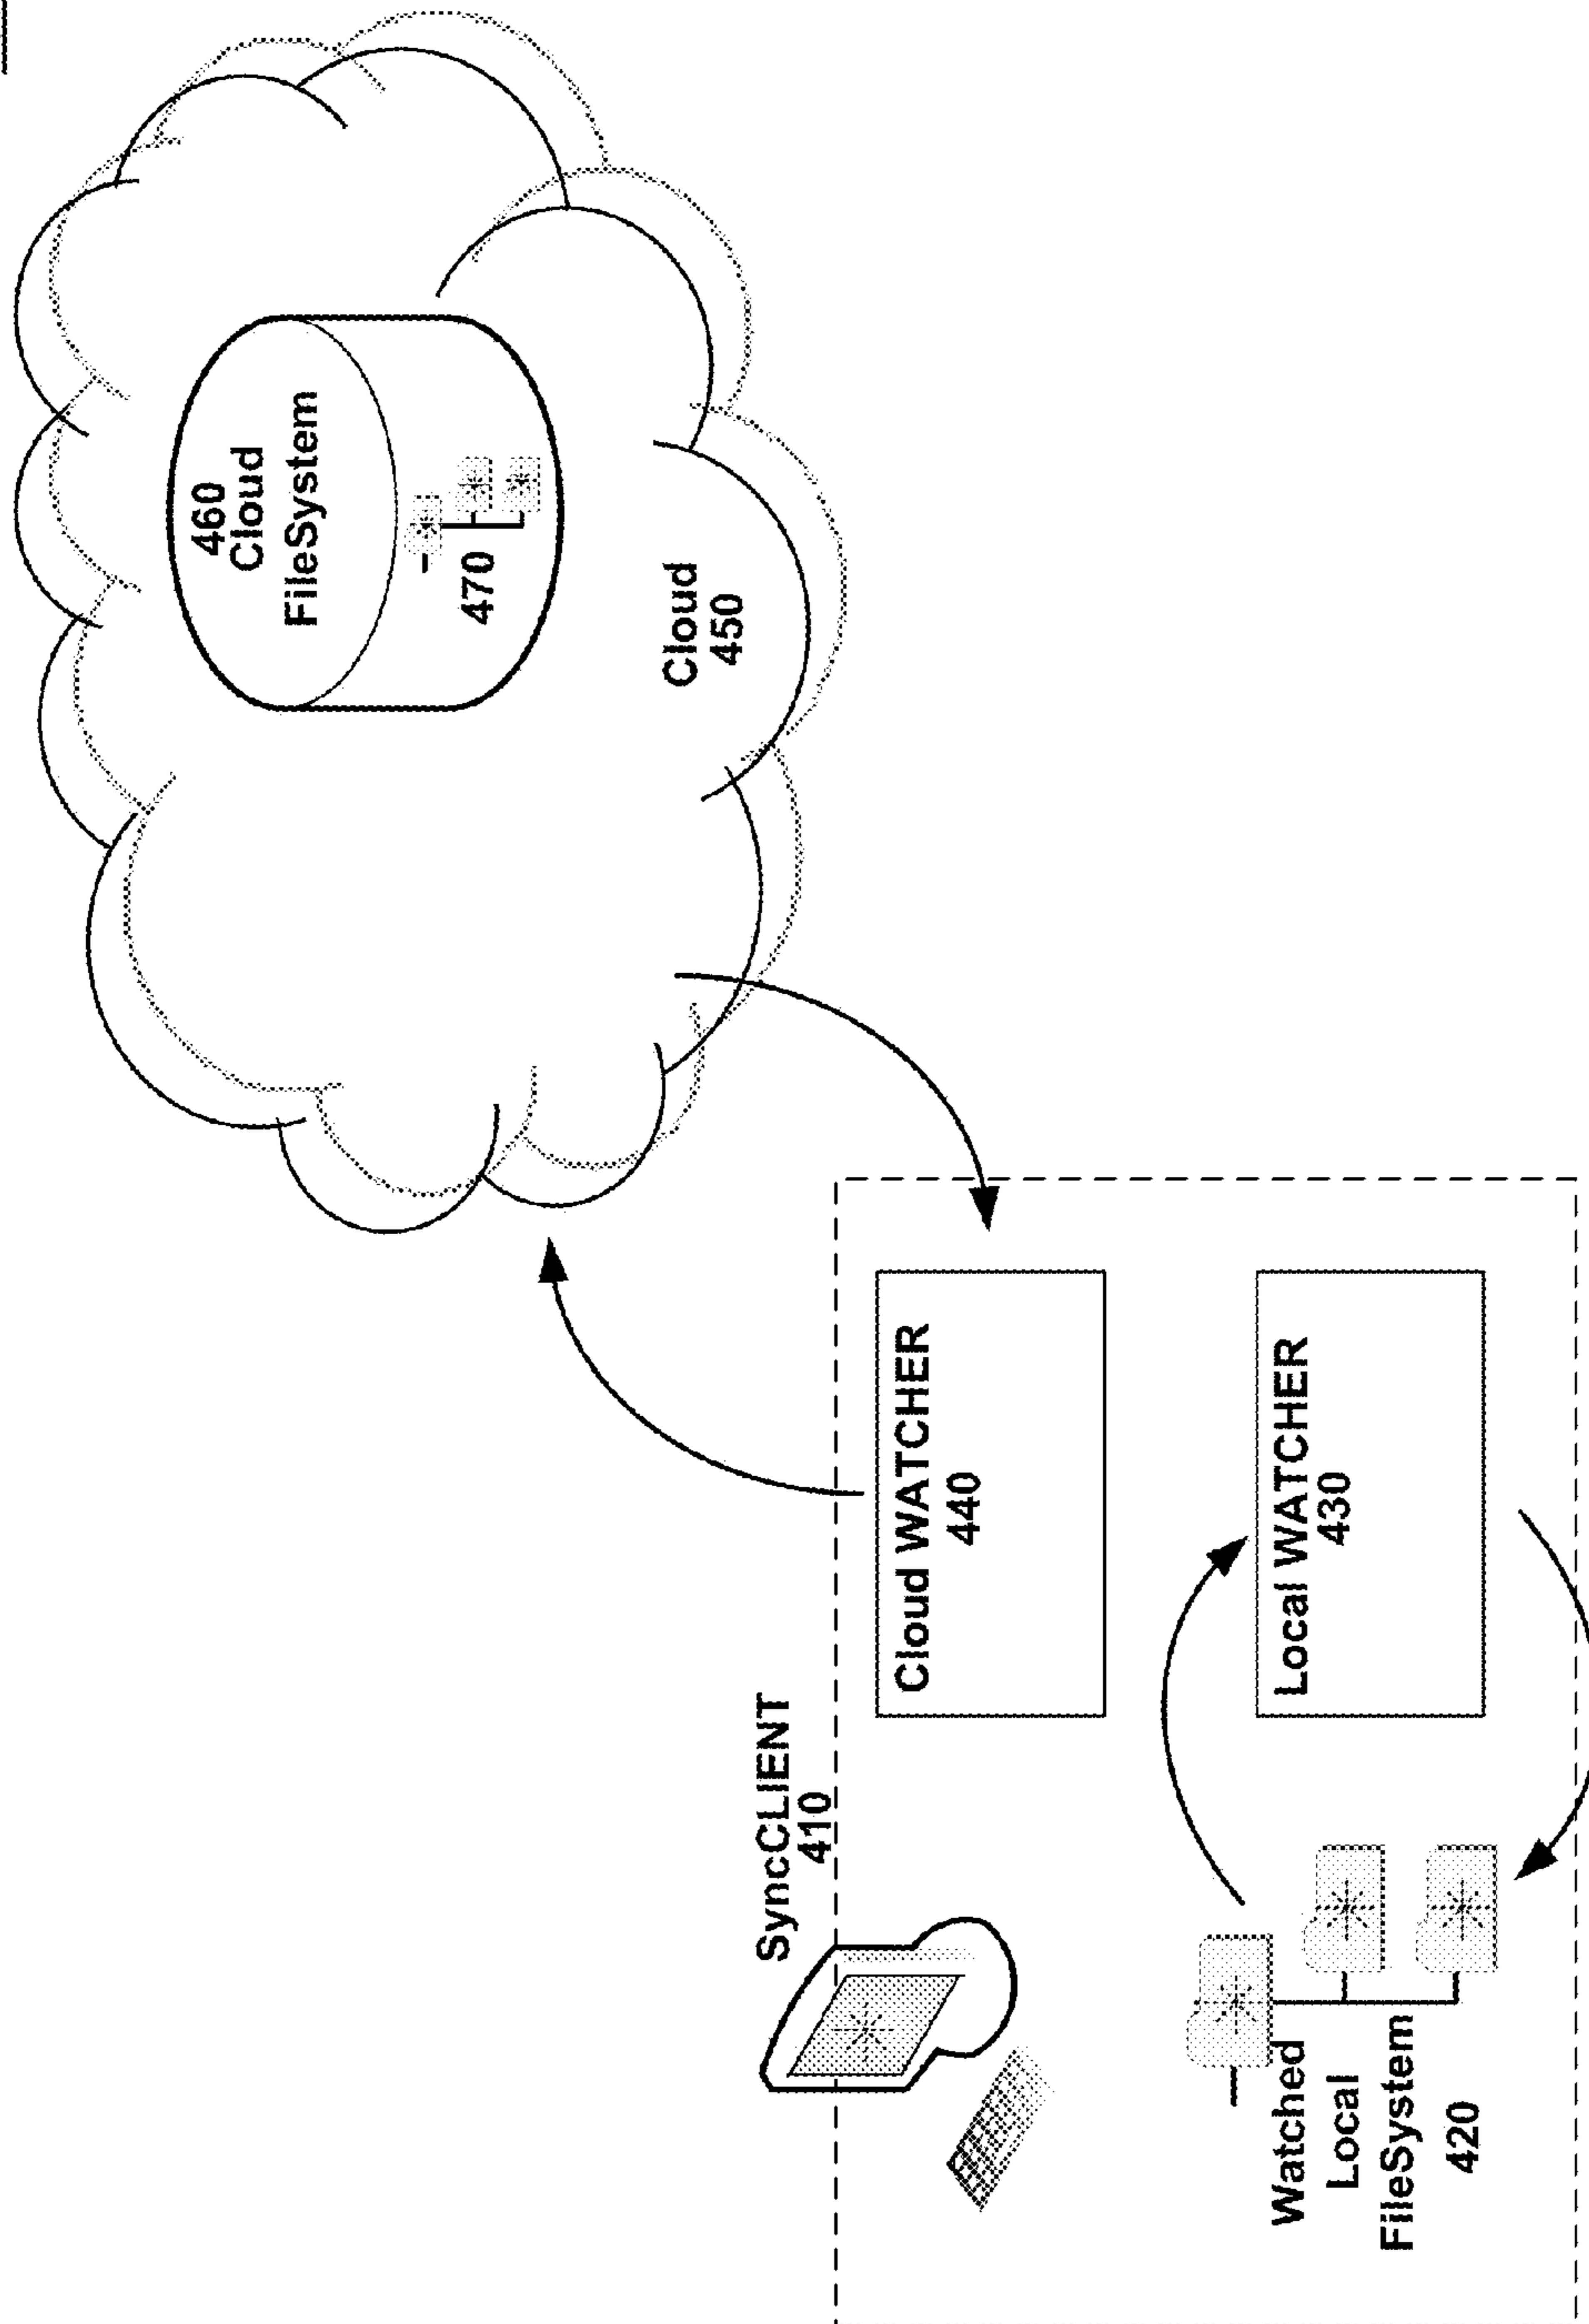 460
Cloud
FileSystem
470
Cloud
450
SyncCLIENT
410
Cloud WATCHER
440
Local WATCHER
430
Watched
Local
FileSystem
420